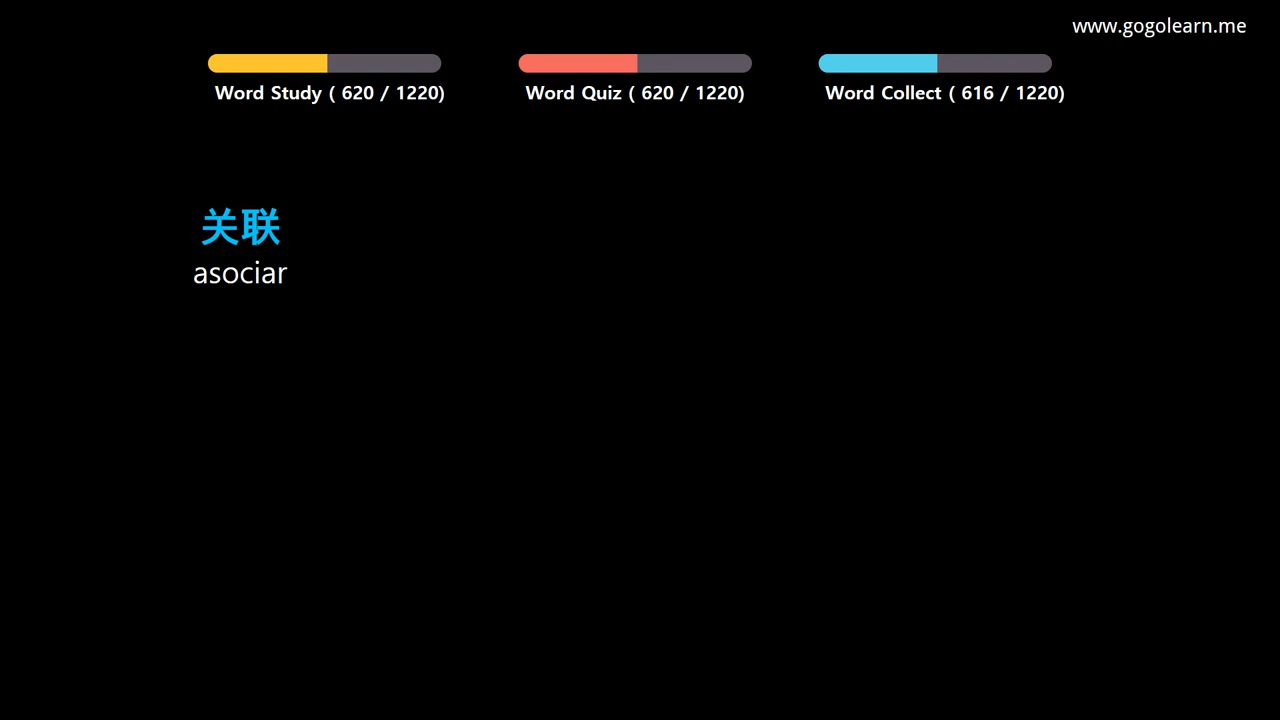 www.gogolearn.me
Word Study ( 620 / 1220)
Word Quiz ( 620 / 1220)
Word Collect ( 616 / 1220)
关联
asociar